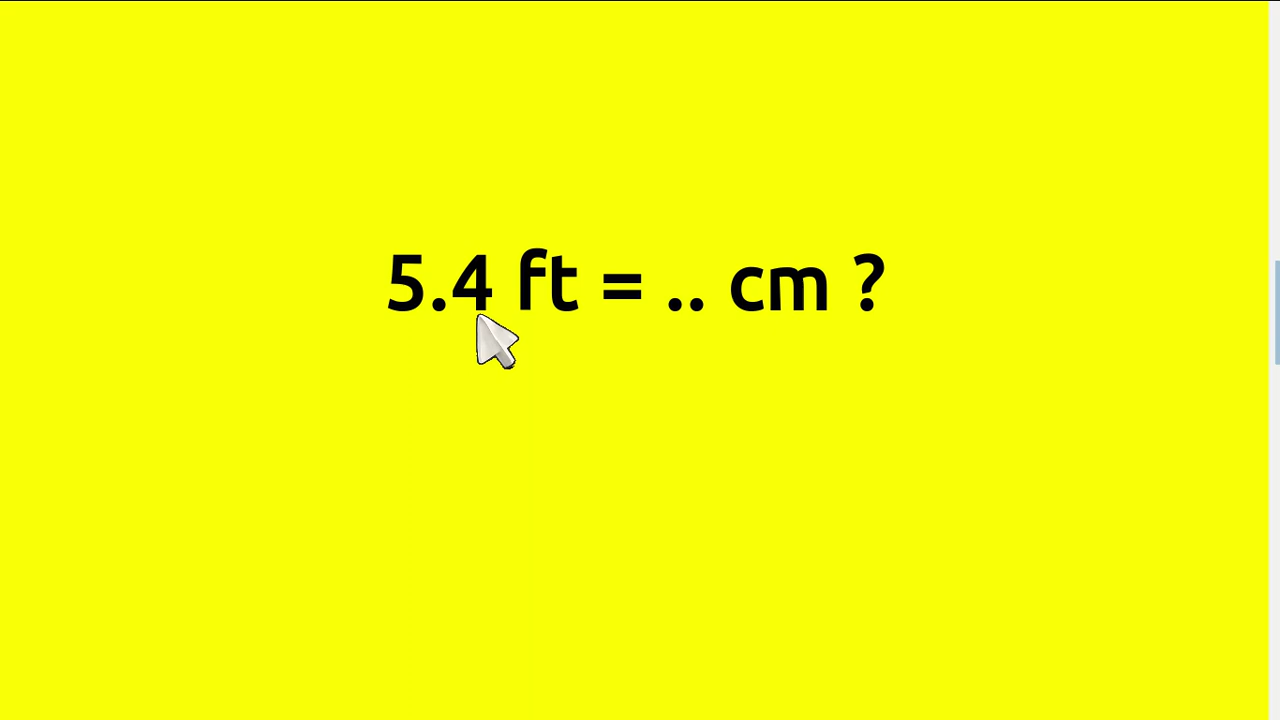 5.4 ft = .. cm ?